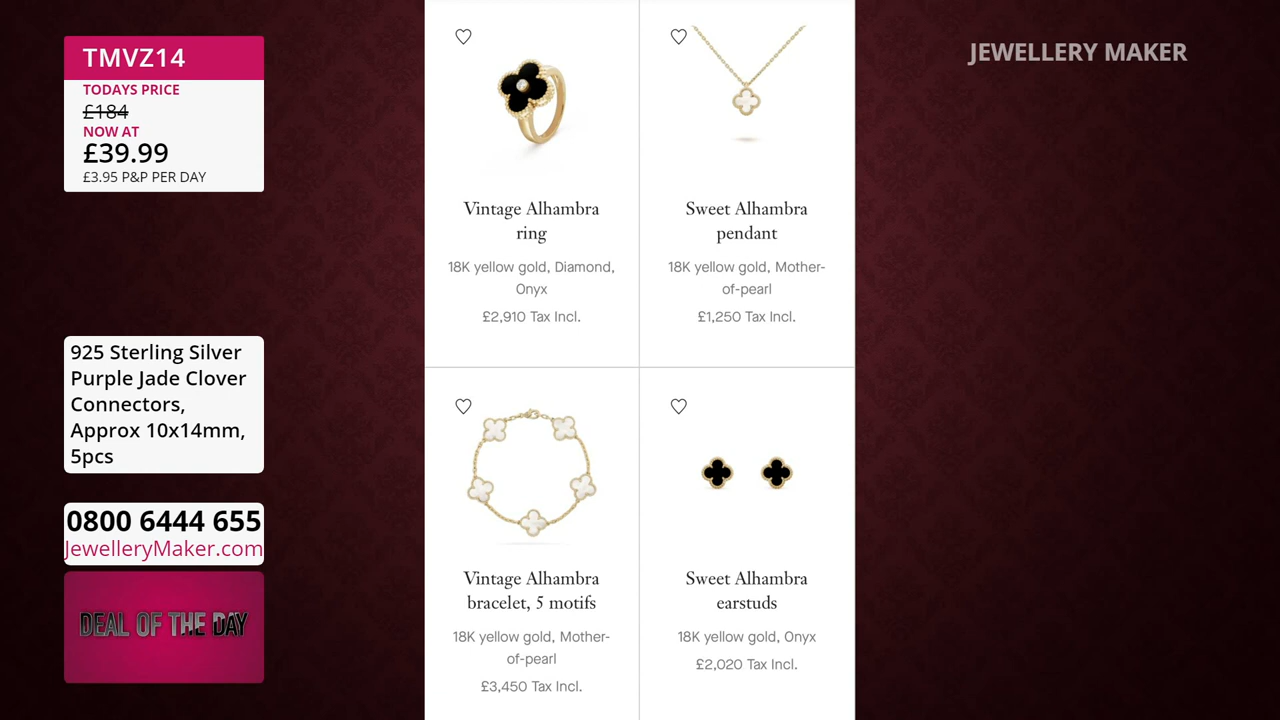 TMVZ14
TODAYS PRICE
£184
NOW AT
£39.99
£3.95 P&P PER DAY
925 Sterling Silver
Purple Jade Clover
Connectors,
Approx 10x14mm,
5pcs
0800 6444 655
JewelleryMaker.com
DEAL OF THE DAY
Vintage Alhambra
ring
18K yellow gold, Diamond,
Onyx
£2,910 Tax Incl.
Sweet Alhambra
pendant
18K yellow gold, Mother-
of-pearl
£1,250 Tax Incl.
Vintage Alhambra
bracelet, 5 motifs
18K yellow gold, Mother-
of-pearl
£3,450 Tax Incl.
Sweet Alhambra
earstuds
18K yellow gold, Onyx
£2,020 Tax Incl.
JEWELLERY MAKER